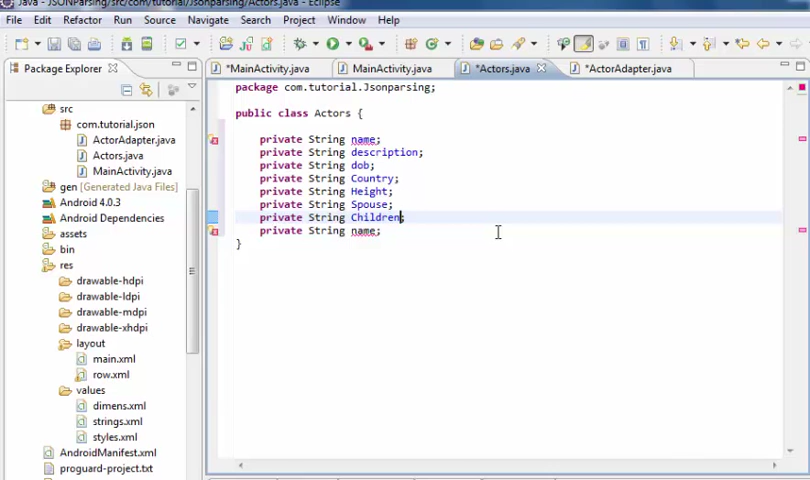 Java - JSONParsing/src/com/tutorial/Jsonparsing/Actors.java - Eclipse
File Edit Run Source Navigate Search Project Refactor Window Help
Package Explorer
*MainActivity.java MainActivity.java *Actors.java *ActorAdapter.java
src
com.tutorial.json
ActorAdapter.java
Actors.java
MainActivity.java
gen [Generated Java Files]
Android 4.0.3
Android Dependencies
assets
bin
res
drawable-hdpi
drawable-ldpi
drawable-mdpi
drawable-xhdpi
layout
main.xml
row.xml
values
dimens.xml
strings.xml
styles.xml
AndroidManifest.xml
proguard-project.txt
package com.tutorial.Jsonparsing;
public class Actors {
private String name;
private String description;
private String dob;
private String Country;
private String Height;
private String Spouse;
private String Children;
private String name;
}